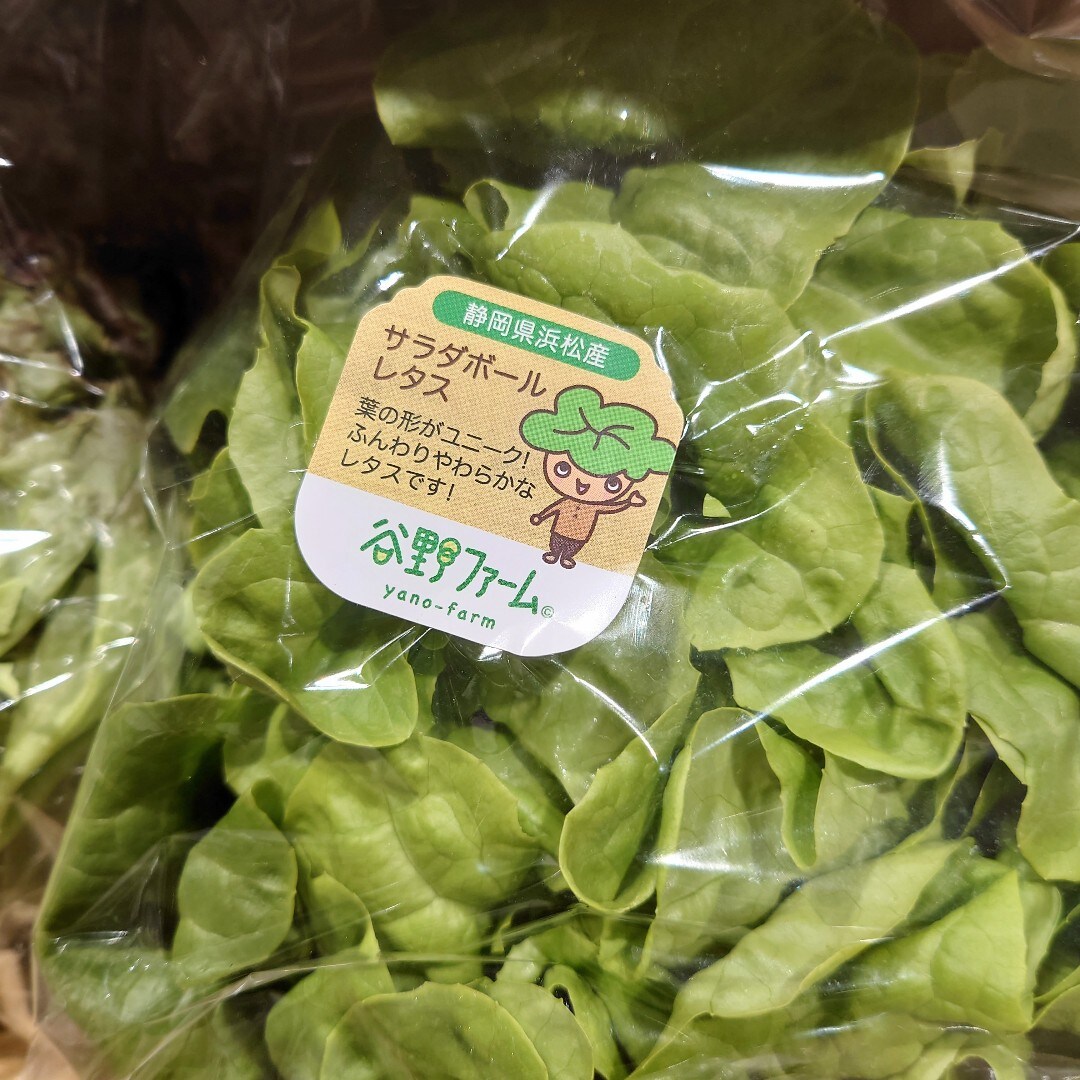 静岡県浜松産
サラダボール
レタス
葉の形がユニーク!
ふんわりやわらかな
レタスです!
谷野ファーム©
yano-farm